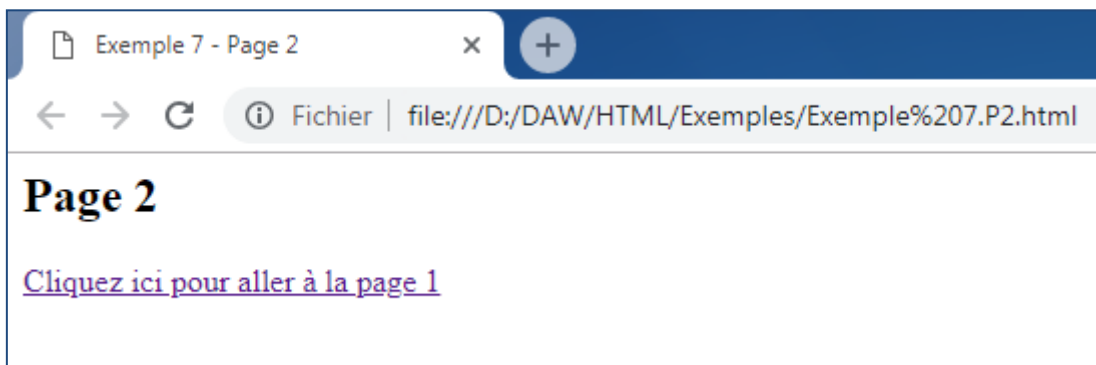 Exemple 7 - Page 2
Fichier file:///D:/DAW/HTML/Exemples/Exemple%207.P2.html
Page 2
Cliquez ici pour aller à la page 1